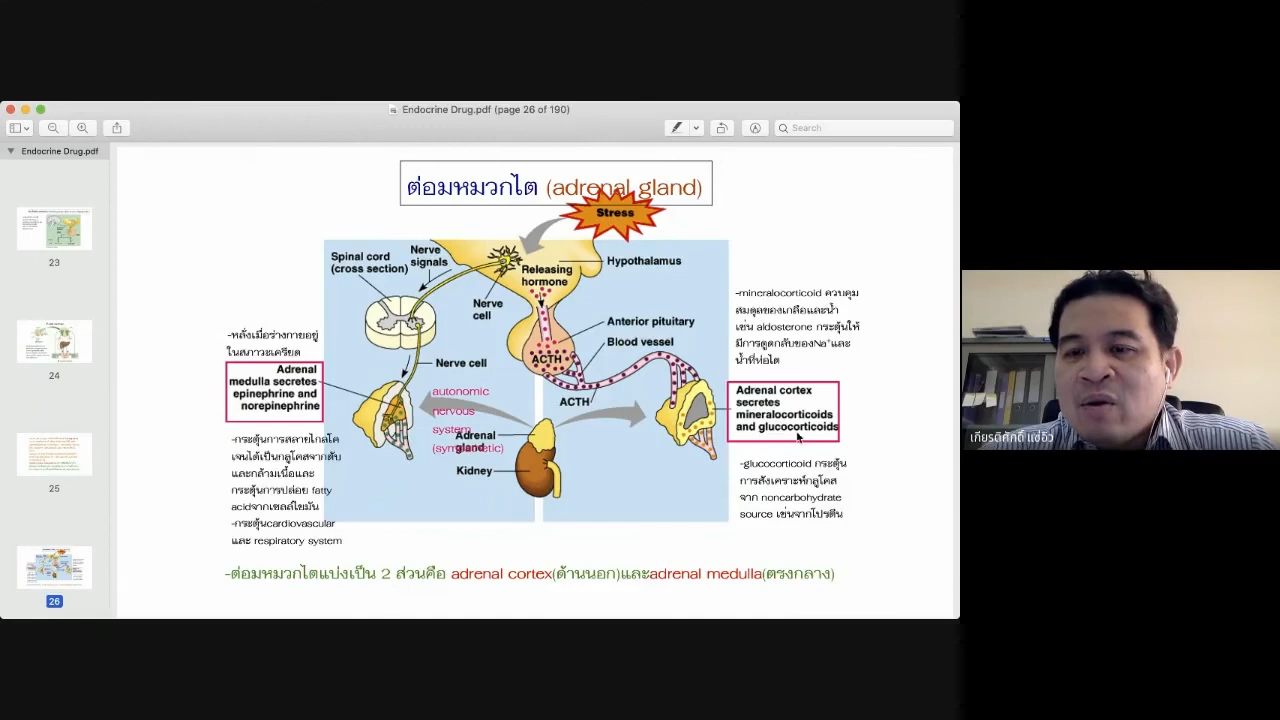 Endocrine Drug.pdf (page 26 of 190)
Search
Endocrine Drug.pdf
23
24
25
26
ต่อมหมวกไต (adrenal gland)
Stress
Spinal cord
(cross section)
Nerve
signals
Releasing
hormone
Hypothalamus
Nerve
cell
Anterior pituitary
Blood vessel
Nerve cell
ACTH
ACTH
-หลั่งเมื่อร่างกายอยู่
ในสภาวะเครียด
Adrenal
medulla secretes
epinephrine and
norepinephrine
-กระตุ้นการสลายไกลโค
เจนได้เป็นกลูโคสจากตับ
และกล้ามเนื้อและ
กระตุ้นการปล่อย fatty
acidจากเซลล์ไขมัน
-กระตุ้นcardiovascular
และ respiratory system
autonomic
nervous
system
Adrenal
gland
Kidney
-mineralocorticoid ควบคุม
สมดุลของเกลือและน้ำ
เช่น aldosterone กระตุ้นให้
มีการดูดกลับของNa+และ
น้ำที่ท่อไต
Adrenal cortex
secretes
mineralocorticoids
and glucocorticoids
-glucocorticoid กระตุ้น
การสังเคราะห์กลูโคส
จาก noncarbohydrate
source เช่นจากโปรตีน
-ต่อมหมวกไตแบ่งเป็น 2 ส่วนคือ adrenal cortex(ด้านนอก)และadrenal medulla(ตรงกลาง)
เกียรติศักดิ์ แซ่อิว